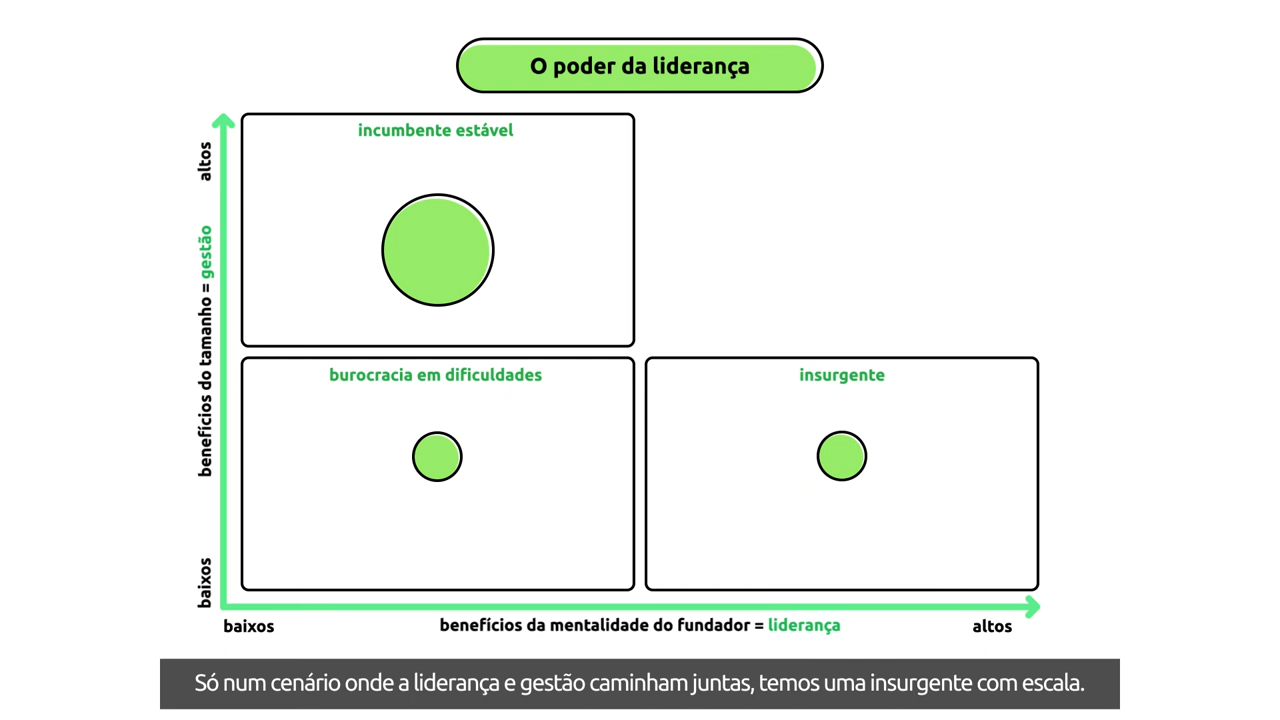 O poder da liderança
incumbente estável
altos
benefícios do tamanho = gestão
baixos
burocracia em dificuldades
insurgente
baixos
benefícios da mentalidade do fundador = liderança
altos
Só num cenário onde a liderança e gestão caminham juntas, temos uma insurgente com escala.